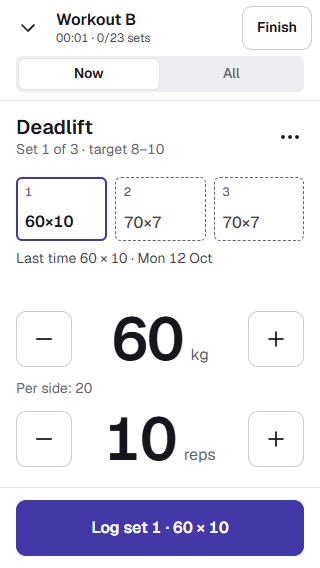 Workout B
00:01 · 0/23 sets
Finish
Now
All
Deadlift
Set 1 of 3 · target 8–10
1
60×10
2
70×7
3
70×7
Last time 60 × 10 · Mon 12 Oct
60 kg
Per side: 20
10 reps
Log set 1 · 60 × 10